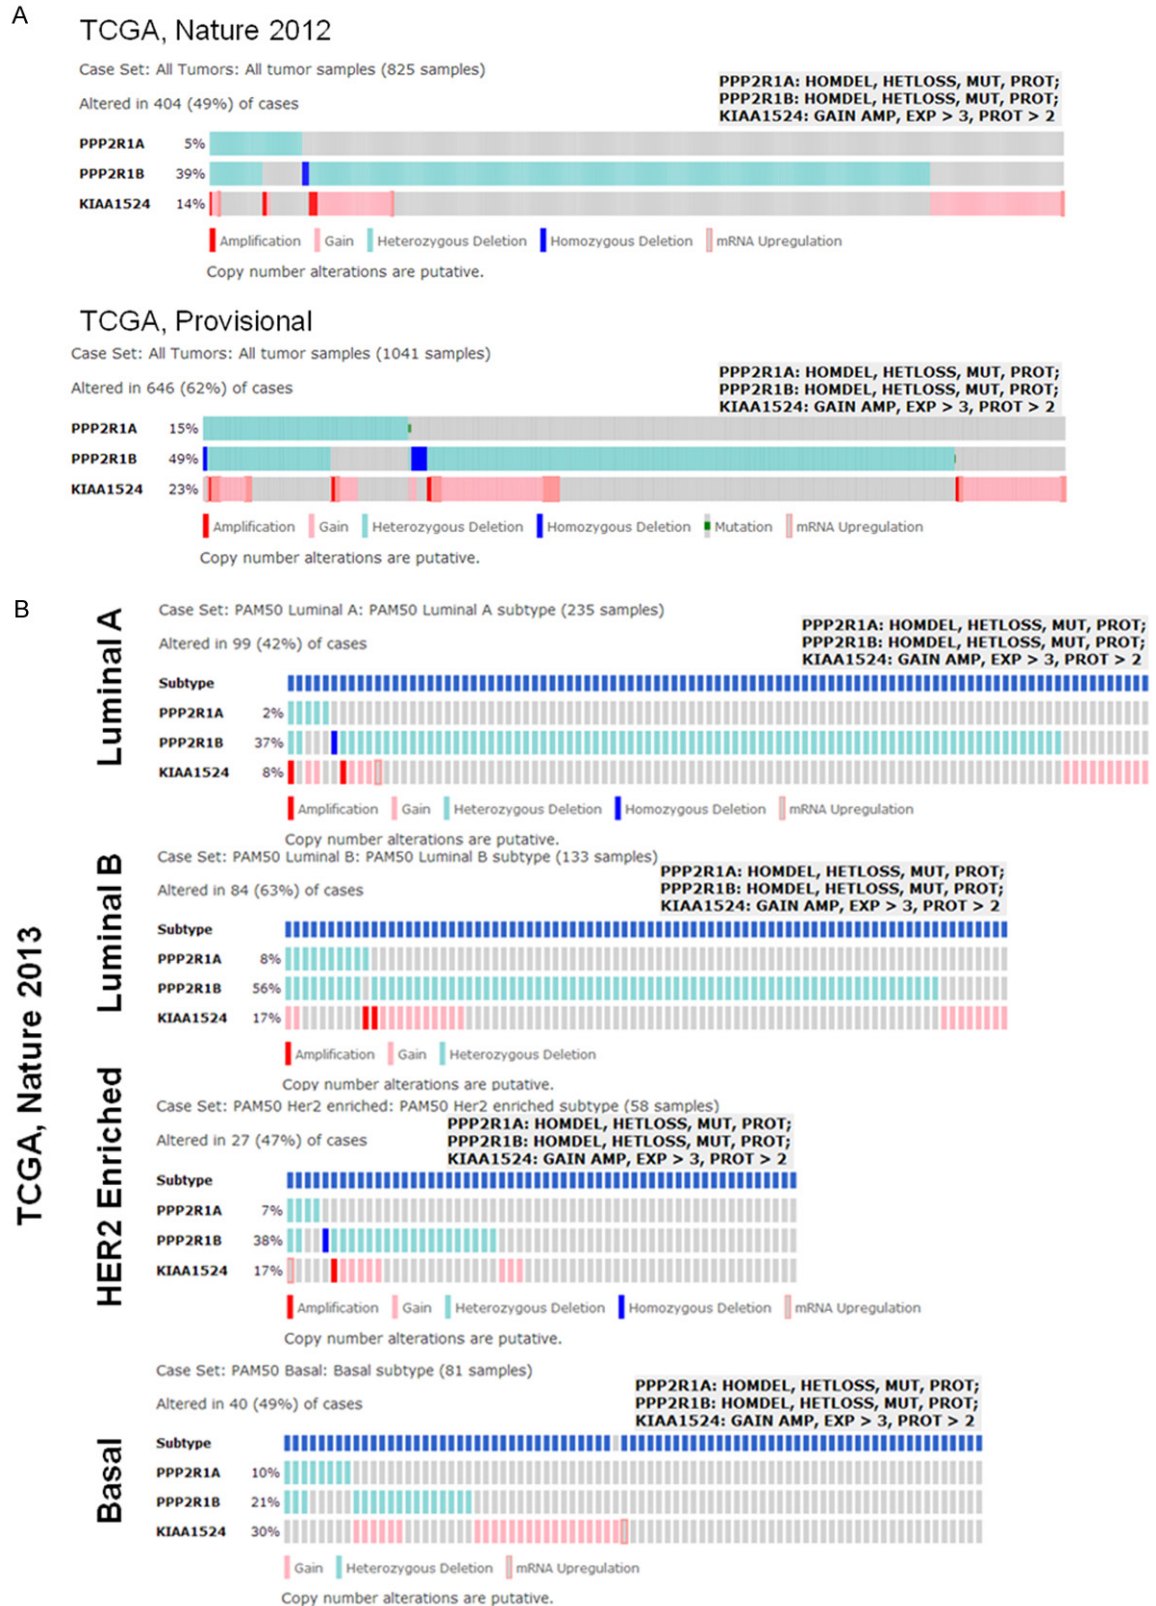 A
TCGA, Nature 2012
Case Set: All Tumors: All tumor samples (825 samples)
Altered in 404 (49%) of cases
PPP2R1A: HOMDEL, HETLOSS, MUT, PROT;
PPP2R1B: HOMDEL, HETLOSS, MUT, PROT;
KIAA1524: GAIN AMP, EXP > 3, PROT > 2
PPP2R1A 5%
PPP2R1B 39%
KIAA1524 14%
Amplification Gain Heterozygous Deletion Homozygous Deletion mRNA Upregulation
Copy number alterations are putative.
TCGA, Provisional
Case Set: All Tumors: All tumor samples (1041 samples)
Altered in 646 (62%) of cases
PPP2R1A: HOMDEL, HETLOSS, MUT, PROT;
PPP2R1B: HOMDEL, HETLOSS, MUT, PROT;
KIAA1524: GAIN AMP, EXP > 3, PROT > 2
PPP2R1A 15%
PPP2R1B 49%
KIAA1524 23%
Amplification Gain Heterozygous Deletion Homozygous Deletion Mutation mRNA Upregulation
Copy number alterations are putative.
B
TCGA, Nature 2013
Luminal A
Case Set: PAM50 Luminal A: PAM50 Luminal A subtype (235 samples)
Altered in 99 (42%) of cases
PPP2R1A: HOMDEL, HETLOSS, MUT, PROT;
PPP2R1B: HOMDEL, HETLOSS, MUT, PROT;
KIAA1524: GAIN AMP, EXP > 3, PROT > 2
Subtype
PPP2R1A 2%
PPP2R1B 37%
KIAA1524 8%
Amplification Gain Heterozygous Deletion Homozygous Deletion mRNA Upregulation
Copy number alterations are putative.
Luminal B
Case Set: PAM50 Luminal B: PAM50 Luminal B subtype (133 samples)
Altered in 84 (63%) of cases
PPP2R1A: HOMDEL, HETLOSS, MUT, PROT;
PPP2R1B: HOMDEL, HETLOSS, MUT, PROT;
KIAA1524: GAIN AMP, EXP > 3, PROT > 2
Subtype
PPP2R1A 8%
PPP2R1B 56%
KIAA1524 17%
Amplification Gain Heterozygous Deletion
Copy number alterations are putative.
HER2 Enriched
Case Set: PAM50 Her2 enriched: PAM50 Her2 enriched subtype (58 samples)
Altered in 27 (47%) of cases
PPP2R1A: HOMDEL, HETLOSS, MUT, PROT;
PPP2R1B: HOMDEL, HETLOSS, MUT, PROT;
KIAA1524: GAIN AMP, EXP > 3, PROT > 2
Subtype
PPP2R1A 7%
PPP2R1B 38%
KIAA1524 17%
Amplification Gain Heterozygous Deletion Homozygous Deletion mRNA Upregulation
Copy number alterations are putative.
Basal
Case Set: PAM50 Basal: Basal subtype (81 samples)
Altered in 40 (49%) of cases
PPP2R1A: HOMDEL, HETLOSS, MUT, PROT;
PPP2R1B: HOMDEL, HETLOSS, MUT, PROT;
KIAA1524: GAIN AMP, EXP > 3, PROT > 2
Subtype
PPP2R1A 10%
PPP2R1B 21%
KIAA1524 30%
Gain Heterozygous Deletion mRNA Upregulation
Copy number alterations are putative.